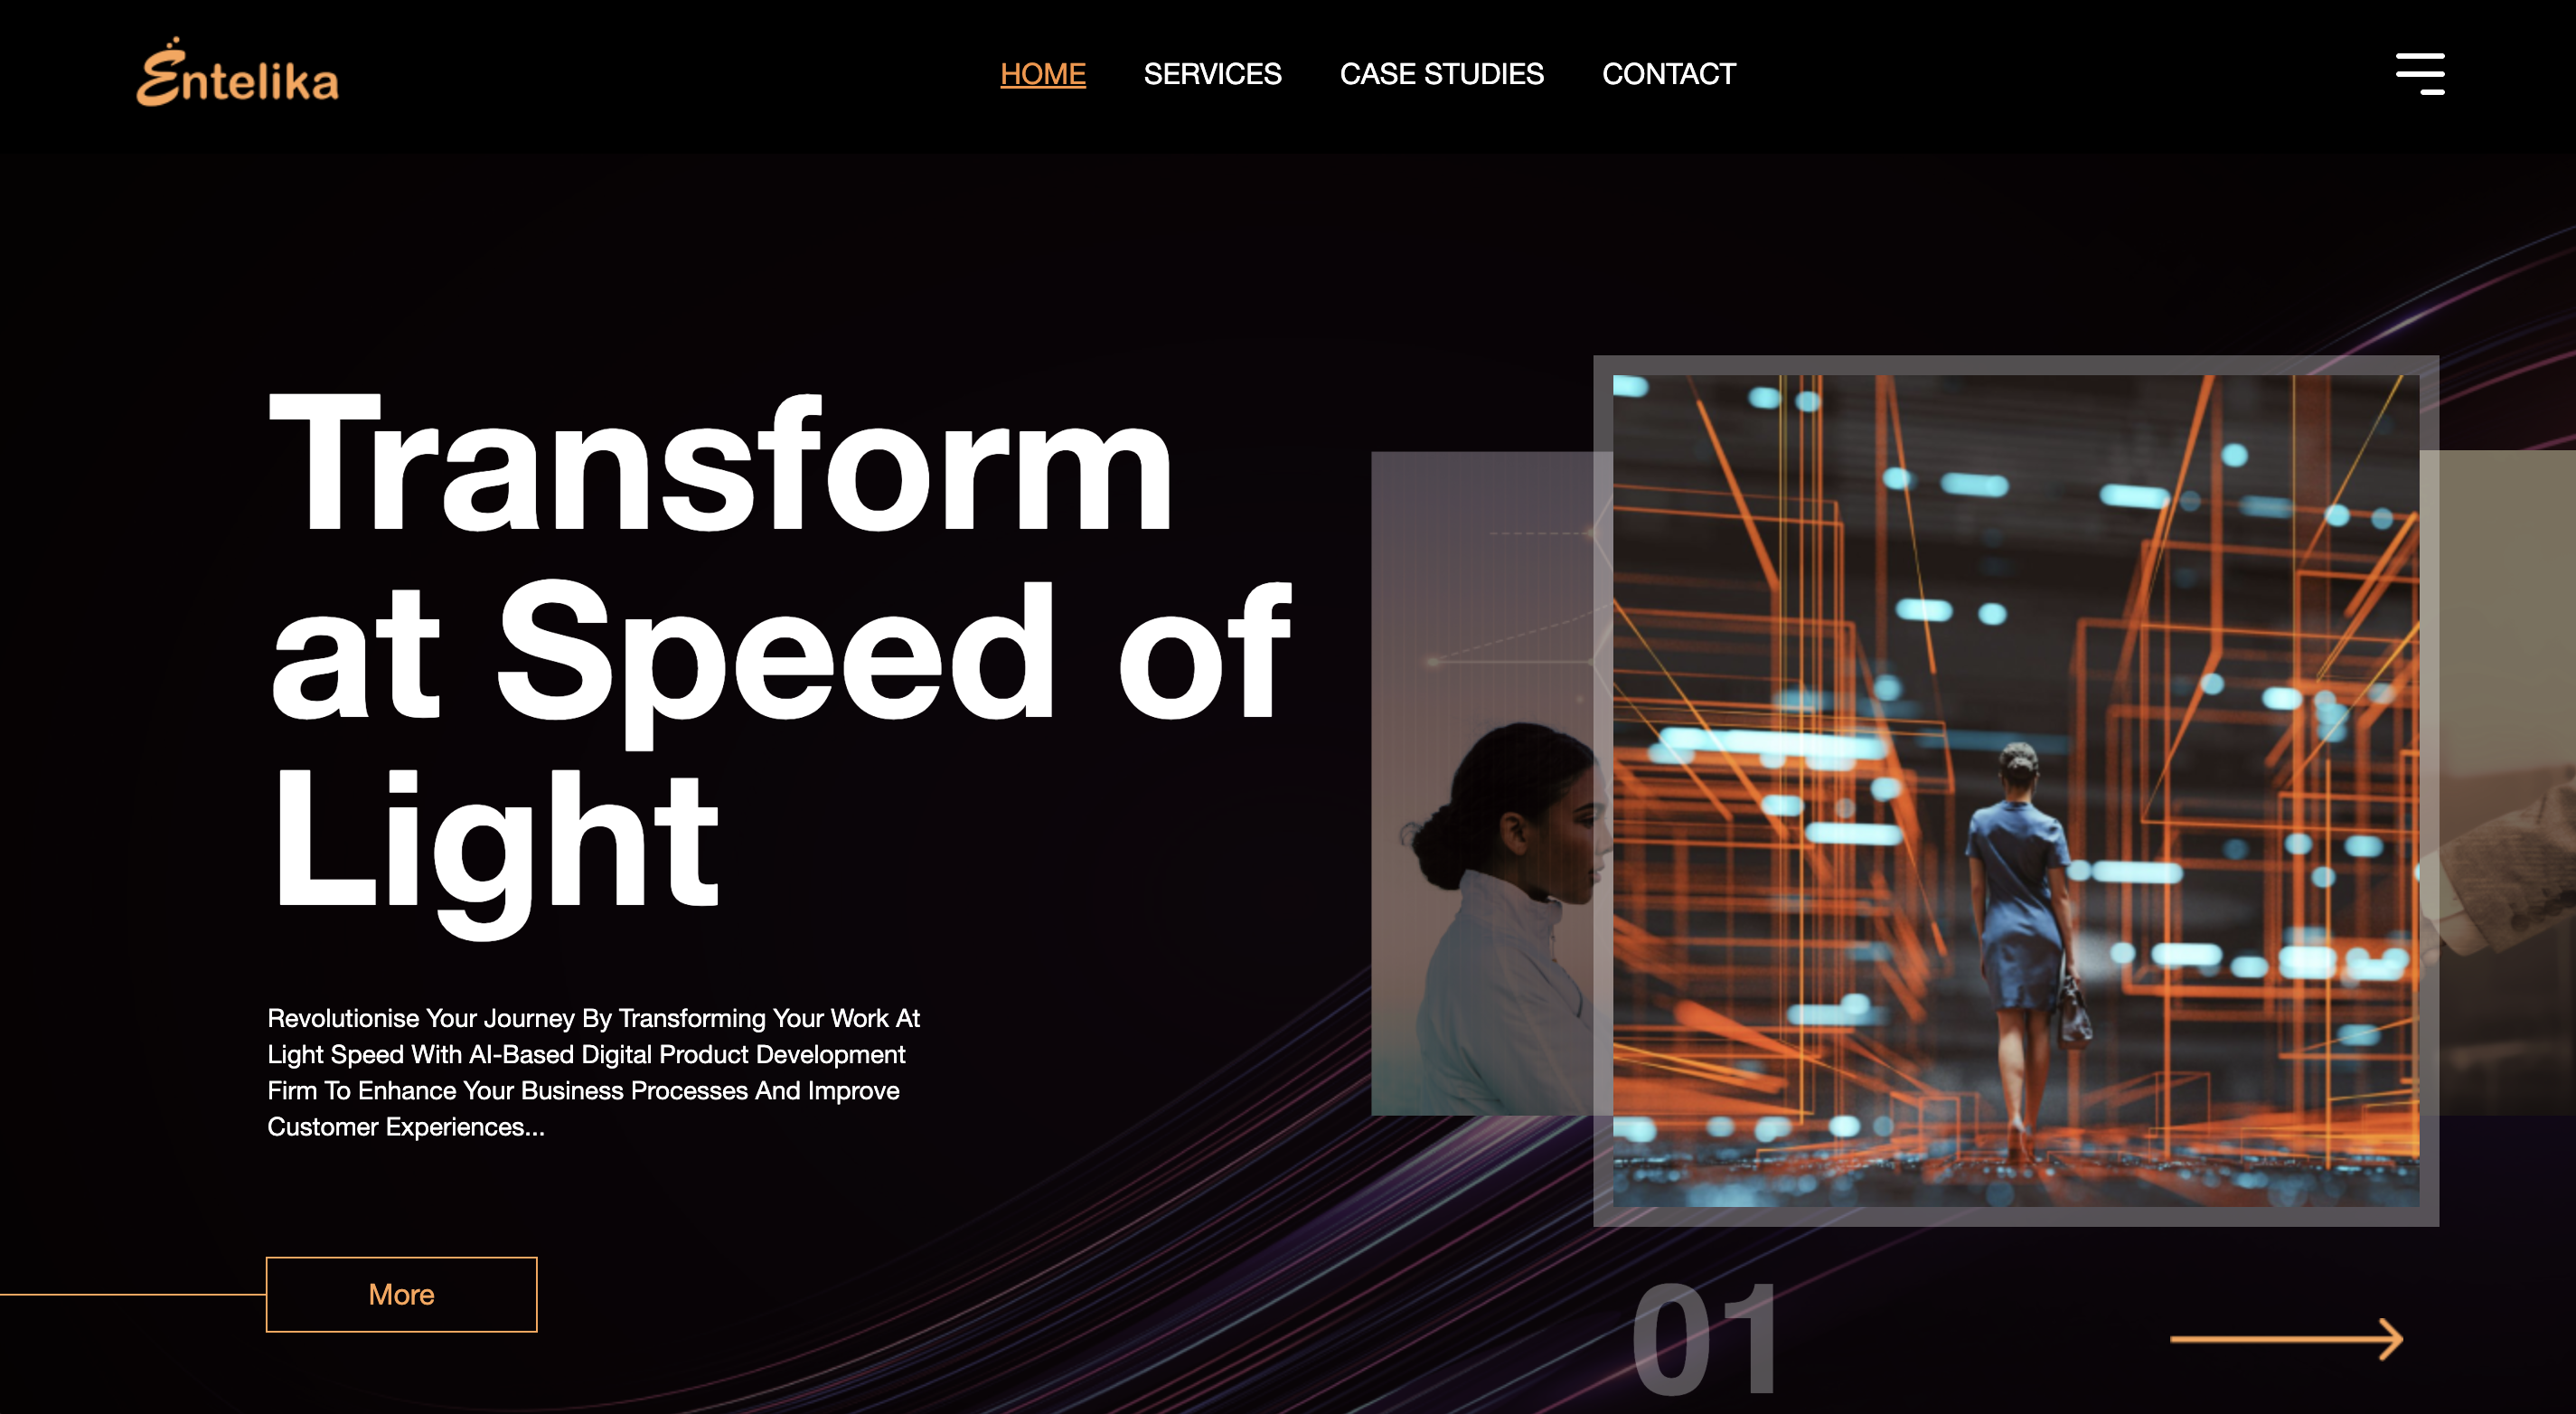 Entelika
HOME SERVICES CASE STUDIES CONTACT
Transform
at Speed of
Light
Revolutionise Your Journey By Transforming Your Work At
Light Speed With AI-Based Digital Product Development
Firm To Enhance Your Business Processes And Improve
Customer Experiences...
More
01